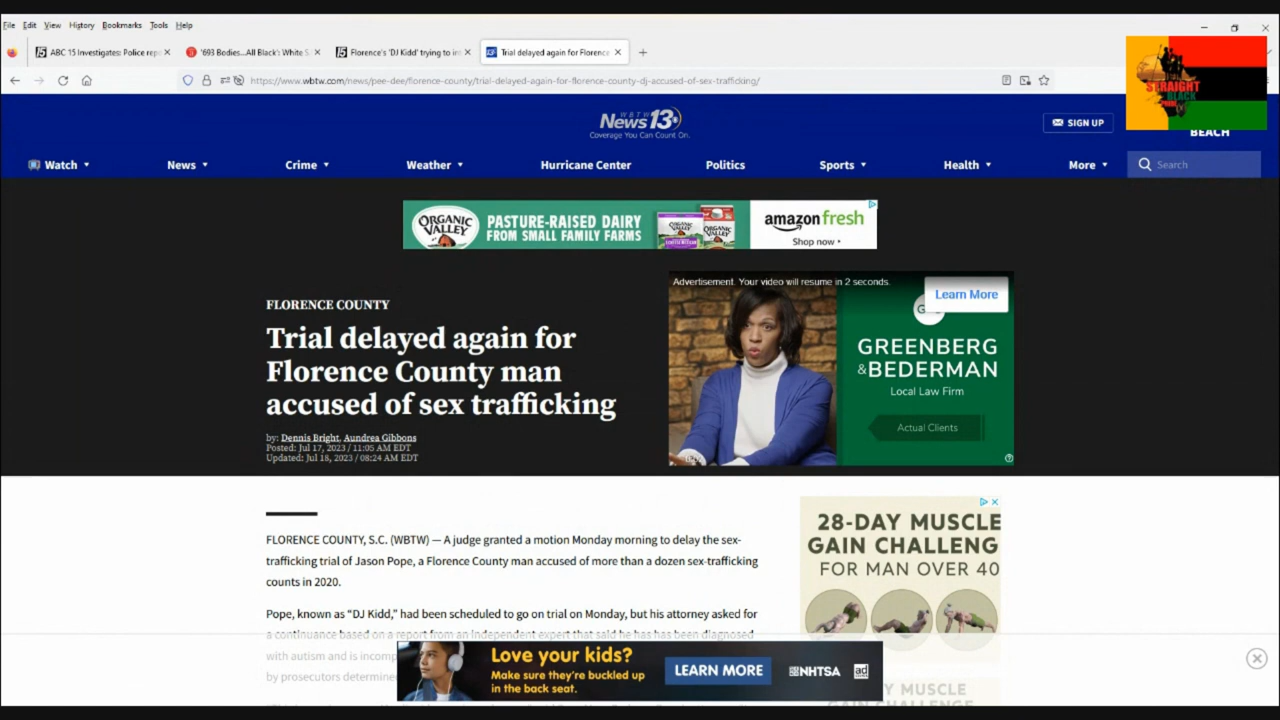 File Edit View History Bookmarks Tools Help
ABC 15 Investigates: Police rep
'693 Bodies...All Black': White S
Florence's 'DJ Kidd' trying to in
Trial delayed again for Florence
https://www.wbtw.com/news/pee-dee/florence-county/trial-delayed-again-for-florence-county-dj-accused-of-sex-trafficking/
STRAIGHT
BLACK
WBTW
News13
Coverage You Can Count On.
SIGN UP
BEACH
Watch News Crime Weather Hurricane Center Politics Sports Health More Search
ORGANIC VALLEY
PASTURE-RAISED DAIRY
FROM SMALL FAMILY FARMS
amazon fresh
Shop now
FLORENCE COUNTY
Trial delayed again for
Florence County man
accused of sex trafficking
by: Dennis Bright, Aundrea Gibbons
Posted: Jul 17, 2023 / 11:05 AM EDT
Updated: Jul 18, 2023 / 08:24 AM EDT
Advertisement. Your video will resume in 2 seconds.
Learn More
GREENBERG
&BEDERMAN
Local Law Firm
Actual Clients
FLORENCE COUNTY, S.C. (WBTW) — A judge granted a motion Monday morning to delay the sex-
trafficking trial of Jason Pope, a Florence County man accused of more than a dozen sex-trafficking
counts in 2020.
Pope, known as “DJ Kidd,” had been scheduled to go on trial on Monday, but his attorney asked for
a continuance based on a report from an independent expert that said he has has been diagnosed
with autism and is incomp
by prosecutors determine
28-DAY MUSCLE
GAIN CHALLENG
FOR MAN OVER 40
Love your kids?
Make sure they're buckled up
in the back seat.
LEARN MORE
NHTSA
ad
Y MUSCLE